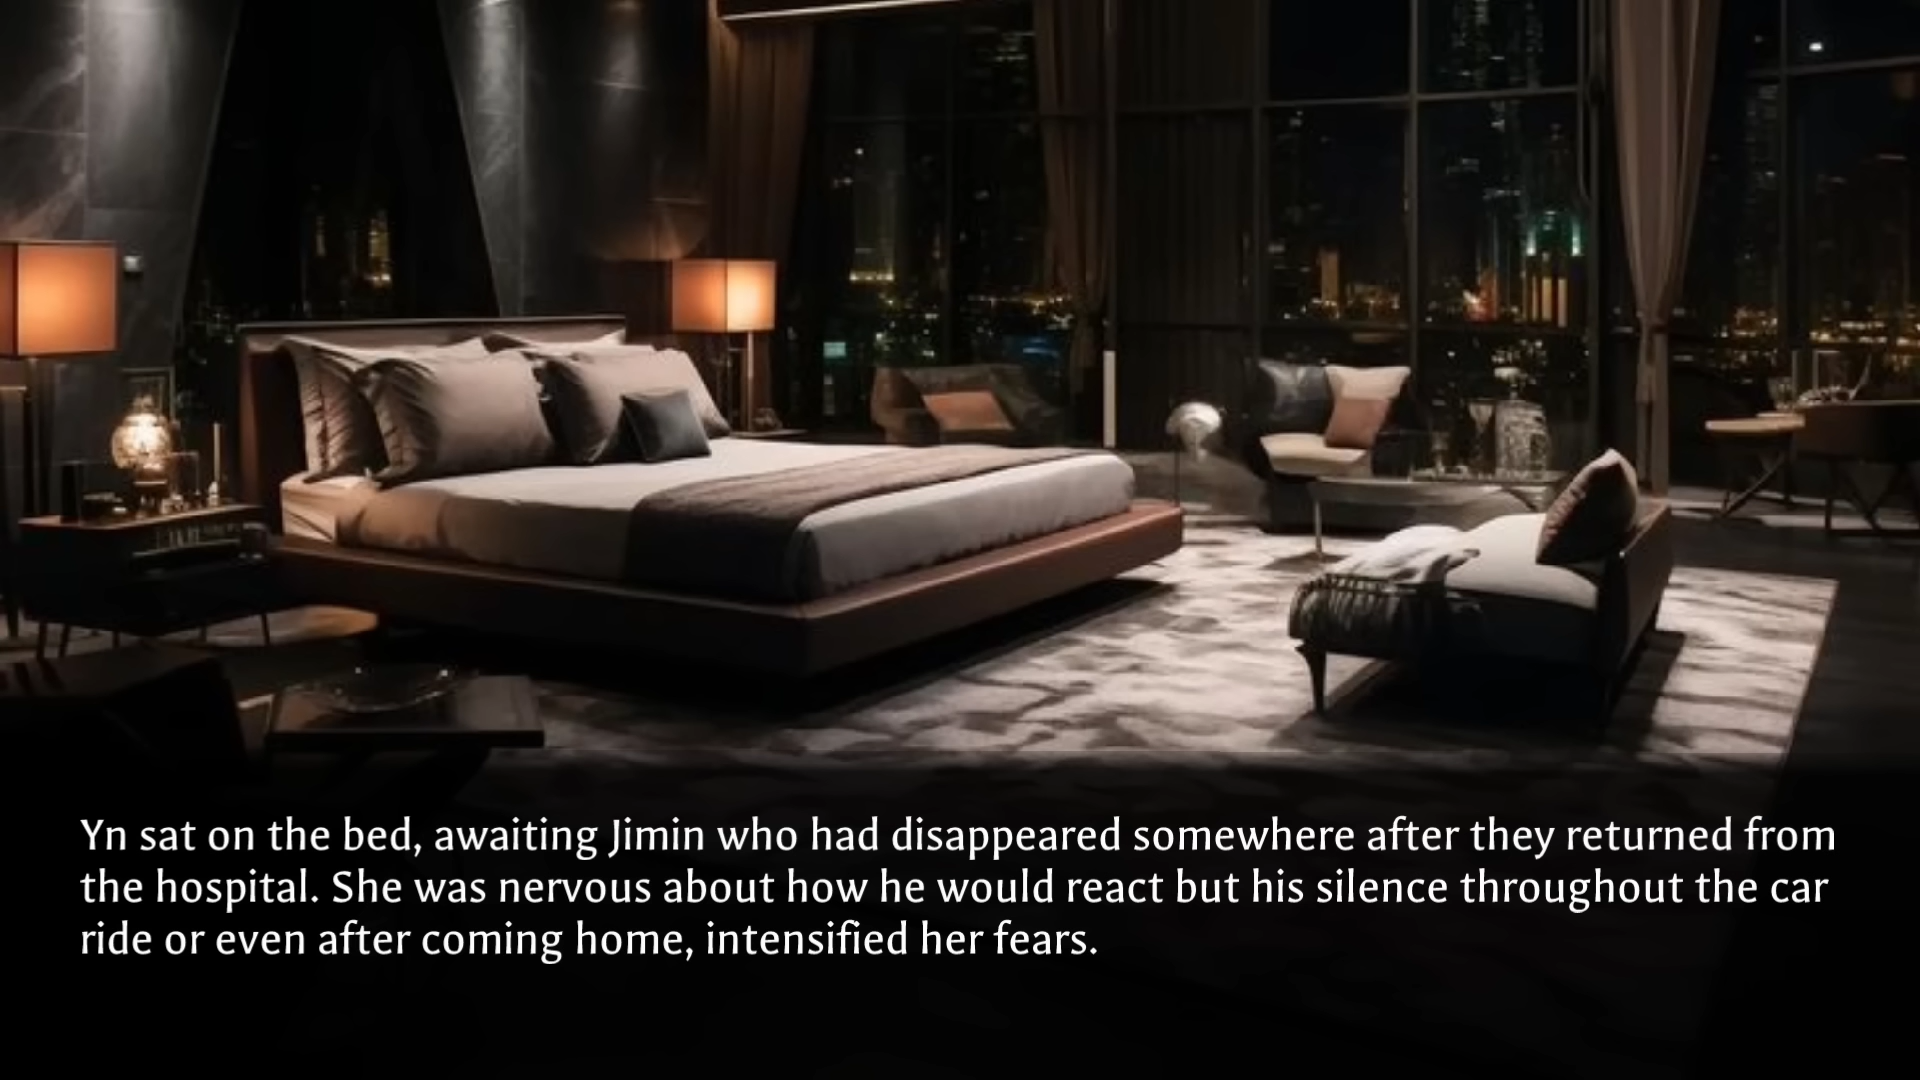 Yn sat on the bed, awaiting Jimin who had disappeared somewhere after they returned from
the hospital. She was nervous about how he would react but his silence throughout the car
ride or even after coming home, intensified her fears.